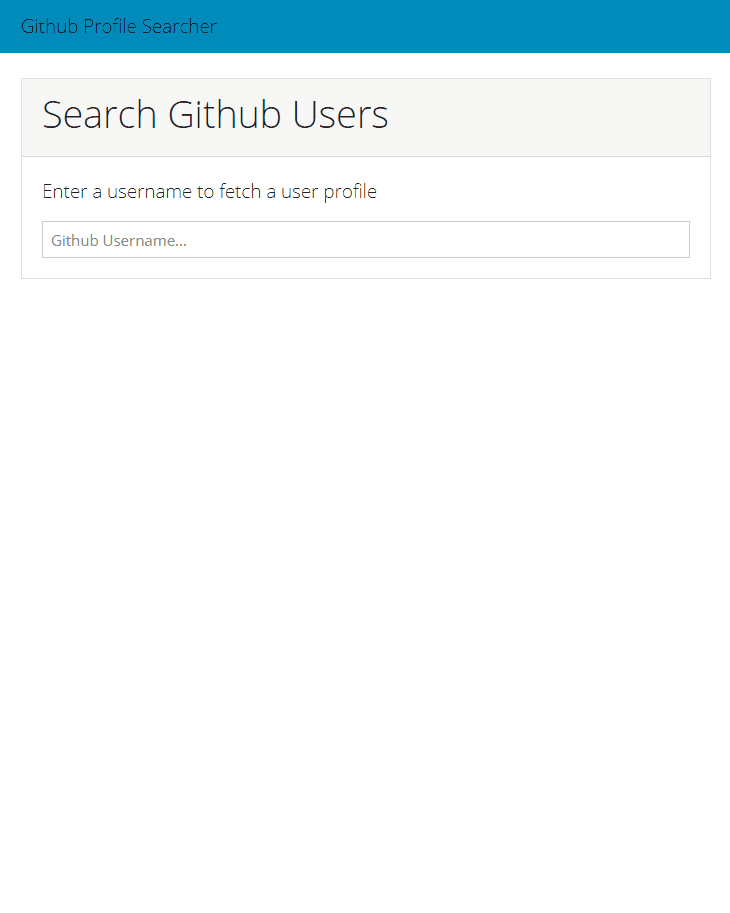 Github Profile Searcher
Search Github Users
Enter a username to fetch a user profile
Github Username...